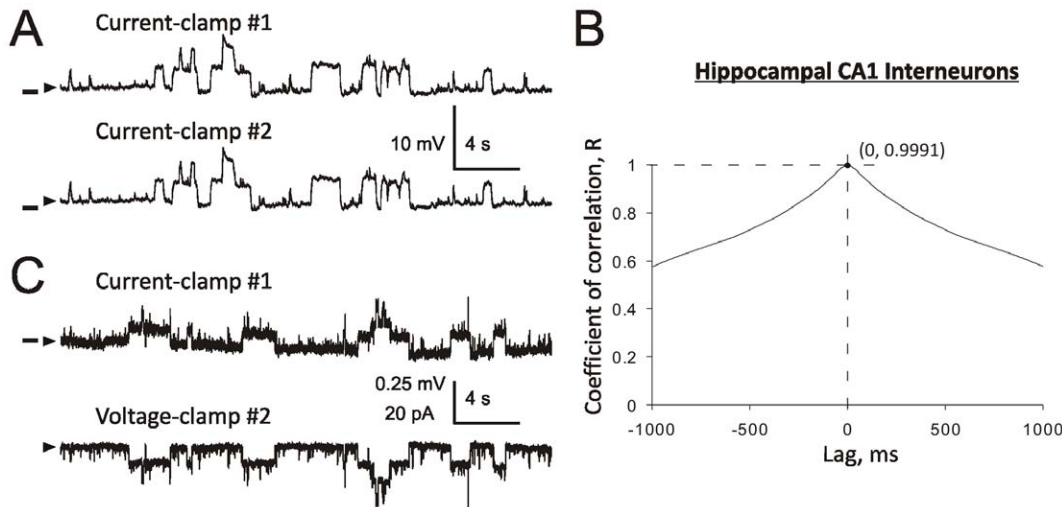 A
Current-clamp #1
Current-clamp #2
10 mV
4 s
C
Current-clamp #1
0.25 mV
4 s
20 pA
Voltage-clamp #2
B
Hippocampal CA1 Interneurons
(0, 0.9991)
Coefficient of correlation, R
1
0.8
0.6
0.4
0.2
0
-1000 -500 0 500 1000
Lag, ms